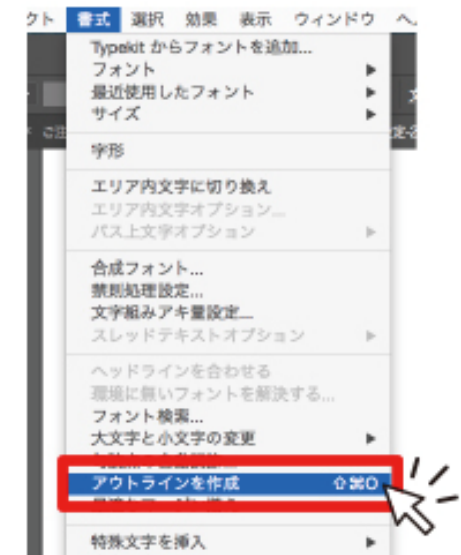 クト 書式 選択 効果 表示 ウィンドウ ヘ
Typekit からフォントを追加...
フォント
最近使用したフォント
サイズ
字形
エリア内文字に切り換え
エリア内文字オプション...
パス上文字オプション
合成フォント...
禁則処理設定...
文字組みアキ量設定...
スレッドテキストオプション
ヘッドラインを合わせる
環境に無いフォントを解決する...
フォント検索...
大文字と小文字の変更
アウトラインを作成 ⇧⌘O
特殊文字を挿入